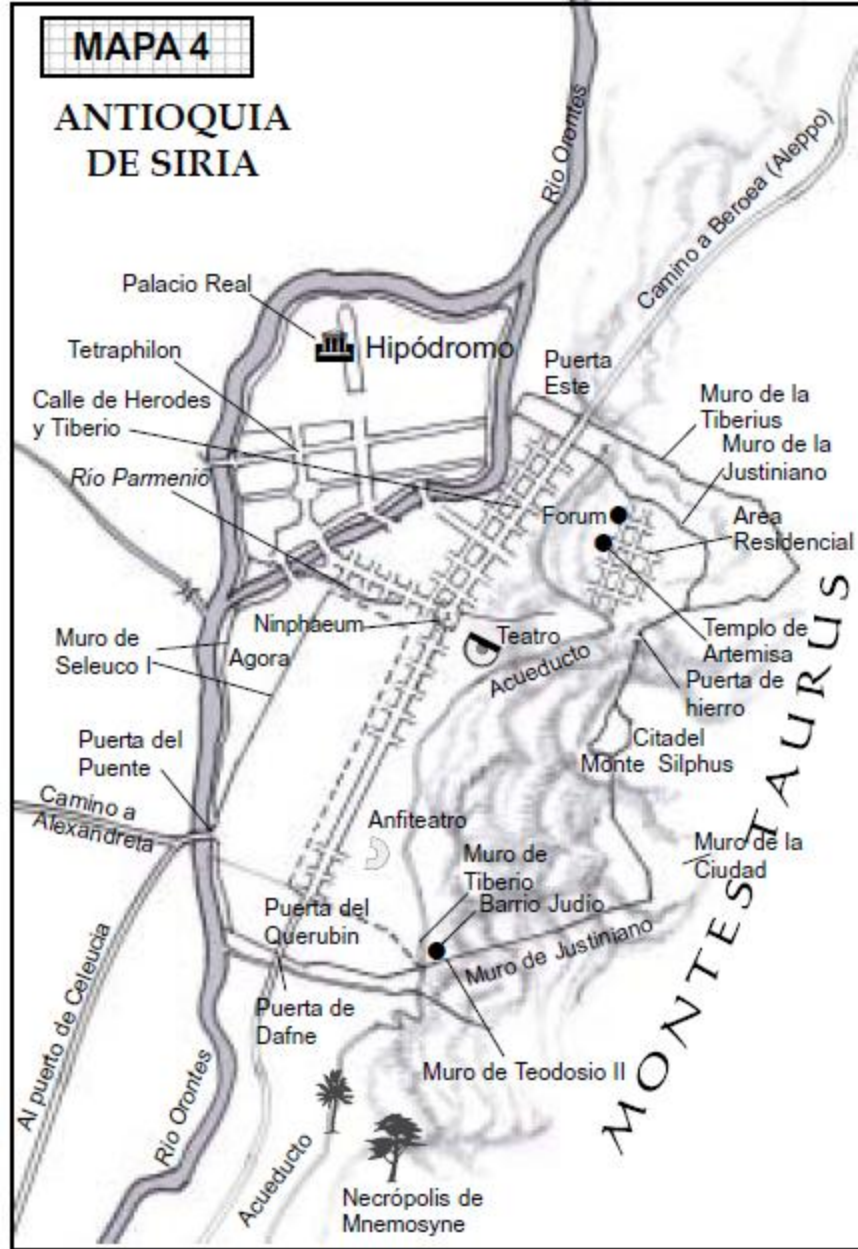 MAPA 4
ANTIOQUIA
DE SIRIA
Río Orontes
Camino a Beroea (Aleppo)
Palacio Real
Hipódromo
Tetraphilon
Puerta
Este
Calle de Herodes
y Tiberio
Muro de la
Tiberius
Río Parmenio
Muro de la
Justiniano
Forum
Area
Residencial
Ninphaeum
Teatro
Muro de
Seleuco I
Agora
Acueducto
Templo de
Artemisa
Puerta de
hierro
Citadel
Monte Silphus
MONTES TAURUS
Puerta del
Puente
Camino a
Alexandreta
Anfiteatro
Muro de la
Ciudad
Muro de
Tiberio
Barrio Judío
Puerta del
Querubin
Muro de Justiniano
Puerta de
Dafne
Muro de Teodosio II
Al puerto de Celeucia
Río Orontes
Acueducto
Necrópolis de
Mnemosyne